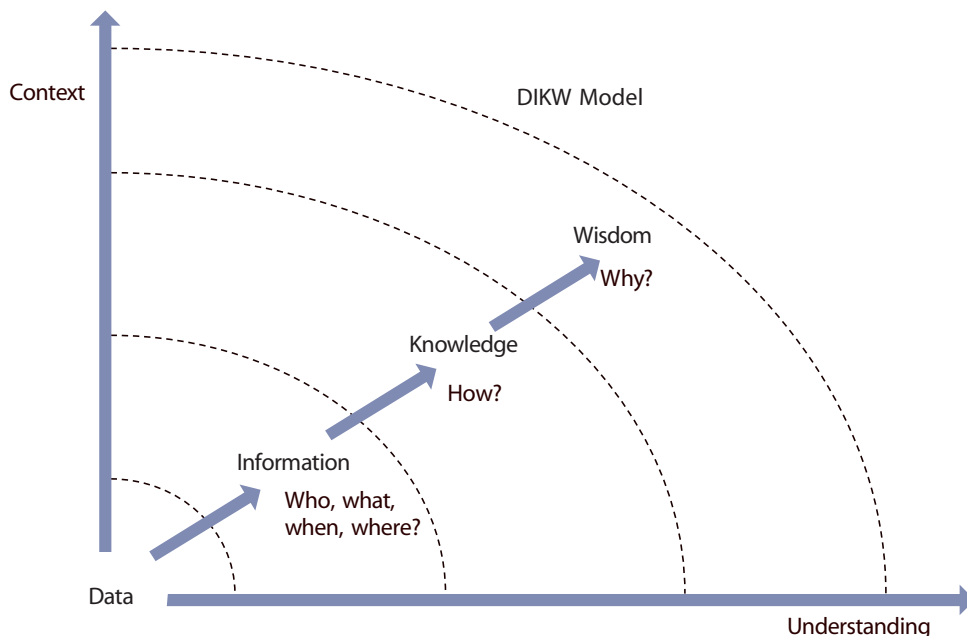 Context
DIKW Model
Wisdom
Why?
Knowledge
How?
Information
Who, what,
when, where?
Data
Understanding